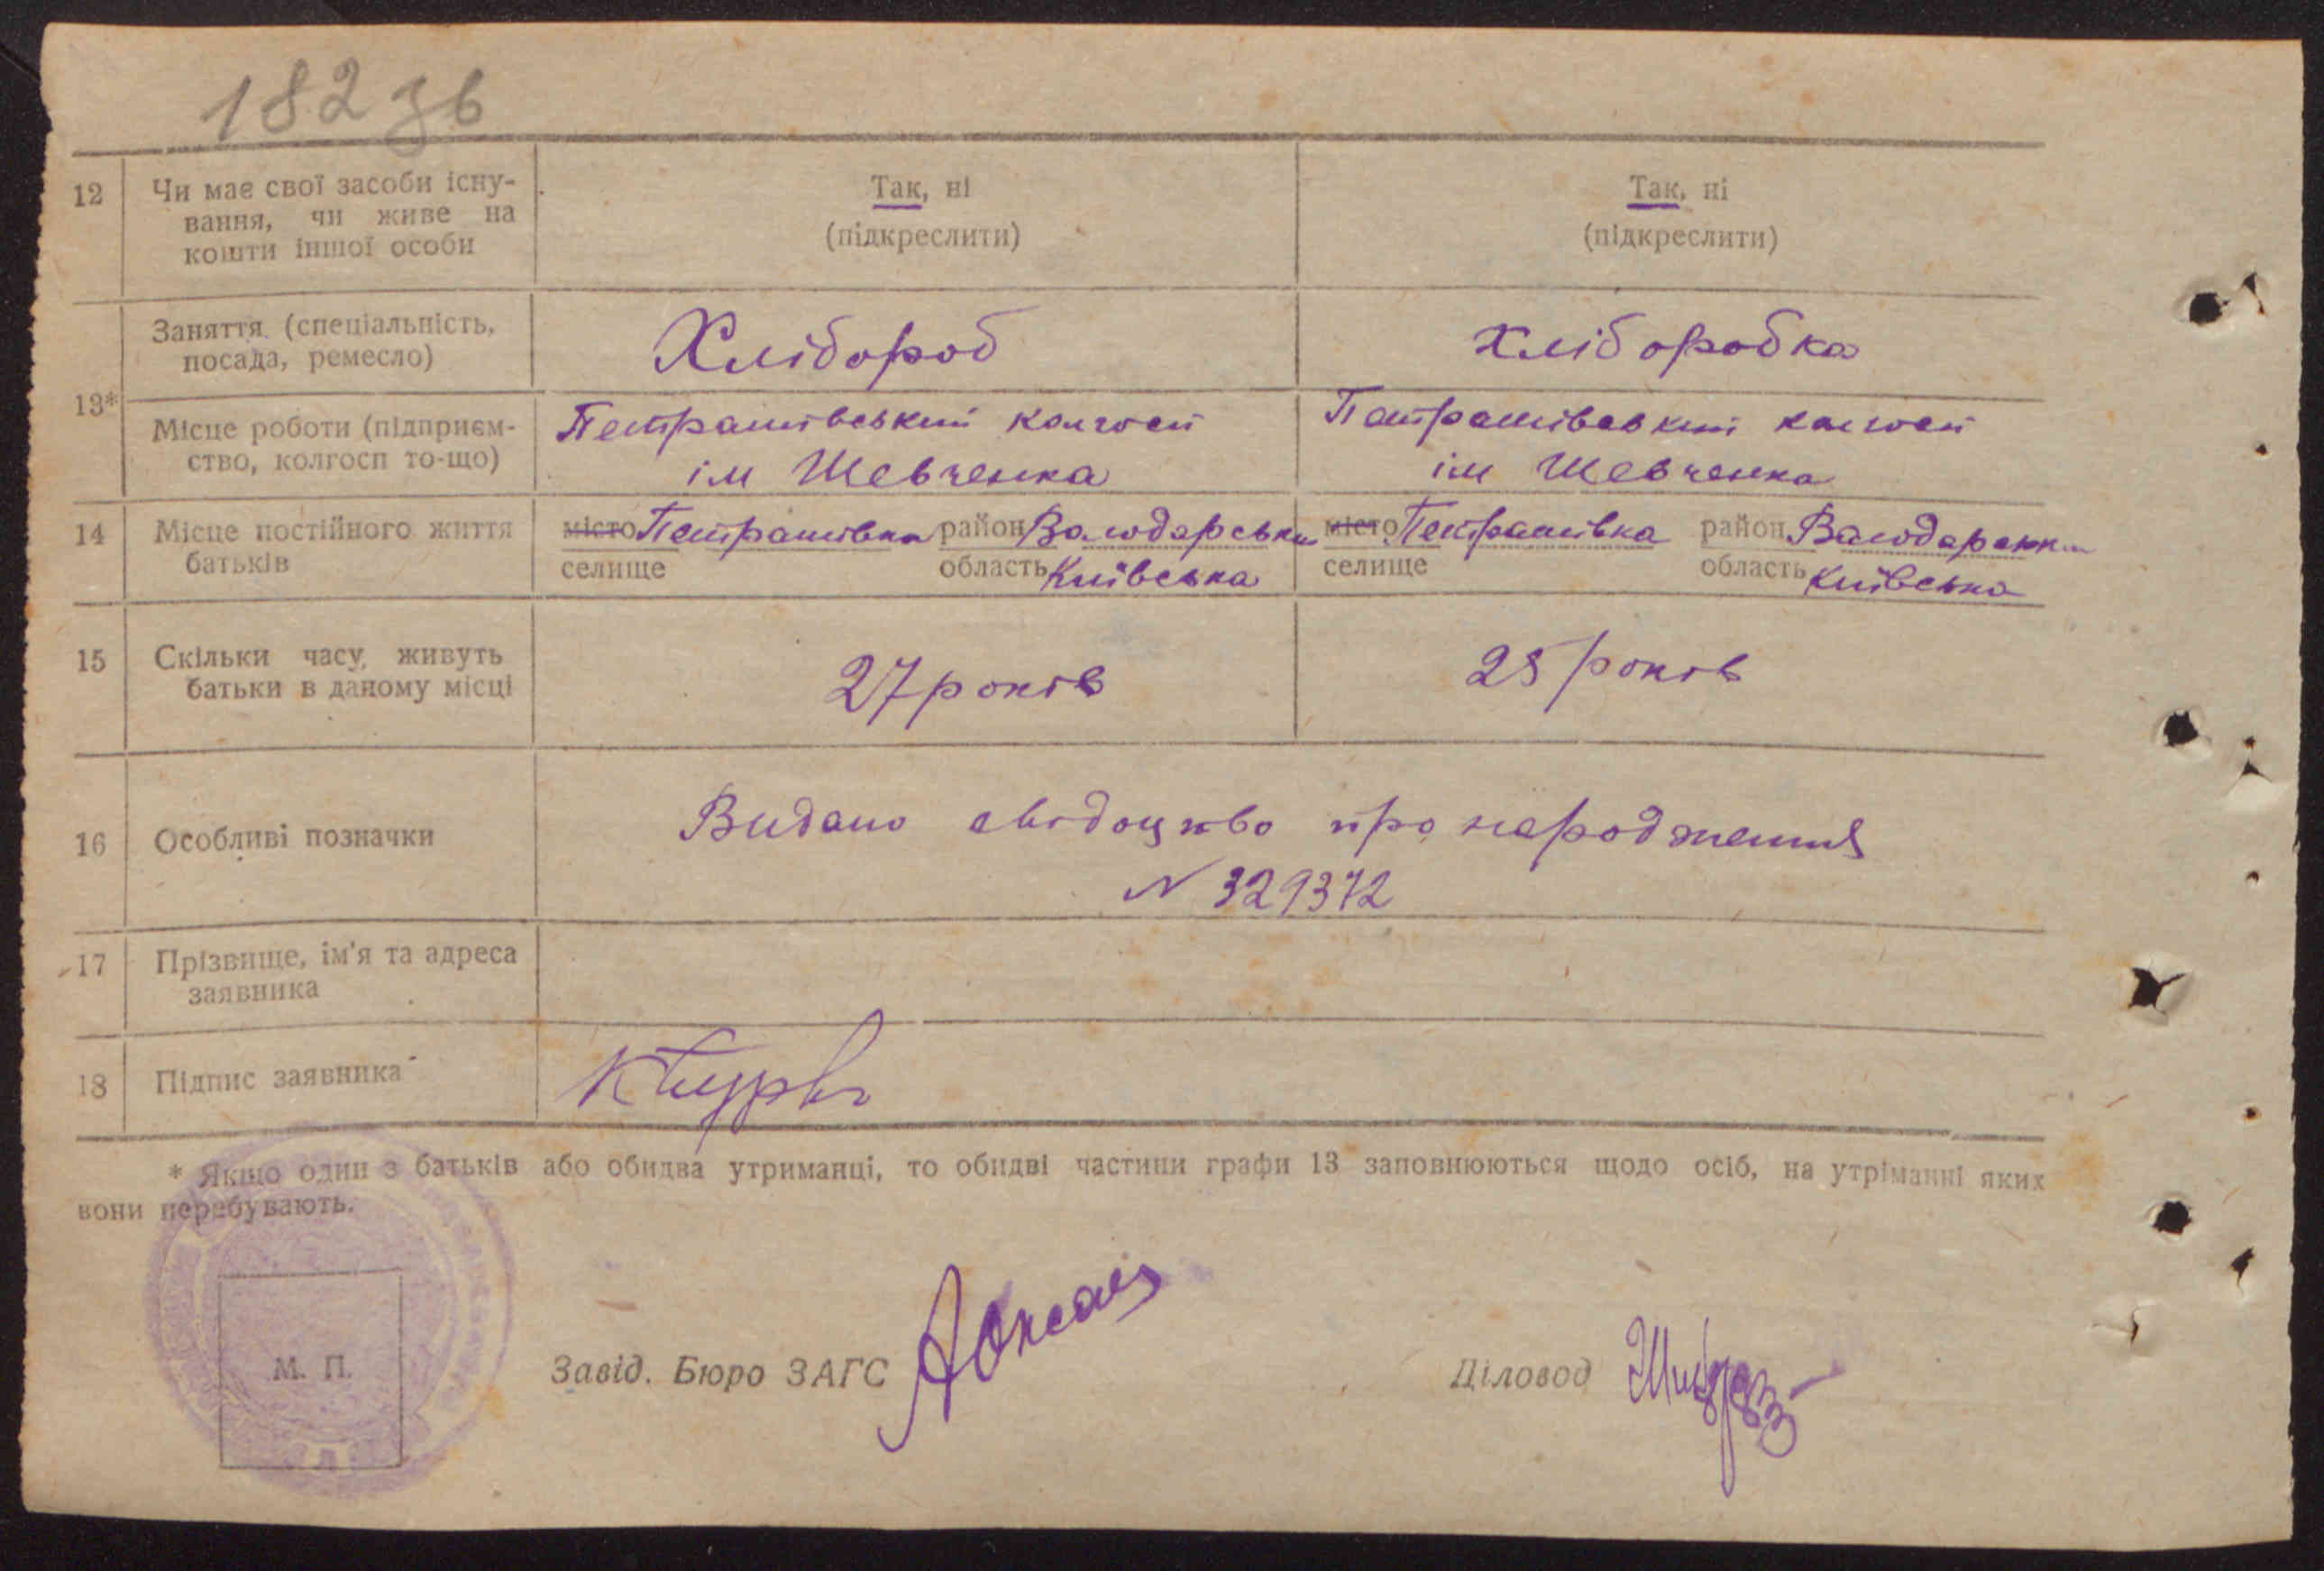 182 зв
12 Чи має свої засоби існу-
вання, чи живе на
кошти іншої особи
Так, ні
(підкреслити)
Так, ні
(підкреслити)
13*
Заняття (спеціальність,
посада, ремесло)
Хлібороб
Хліборобка
Місце роботи (підприєм-
ство, колгосп то-що)
Петрашівський колгосп
ім Шевченка
Петрашівський колгосп
ім Шевченка
14 Місце постійного життя
батьків
місто Петрашівка район Володарськи
селище область Київська
місто Петрашівка район Володарськи
селище область Київська
15 Скільки часу живуть
батьки в даному місці
27 років
25 років
16 Особливі позначки
Видано свідоцтво про народження
N 329372
17 Прізвище, ім'я та адреса
заявника
18 Підпис заявника
* Якщо один з батьків або обидва утриманці, то обидві частини графи 13 заповнюються щодо осіб, на утріманні яких
вони перебувають.
М. П.
Завід. Бюро ЗАГС
Діловод